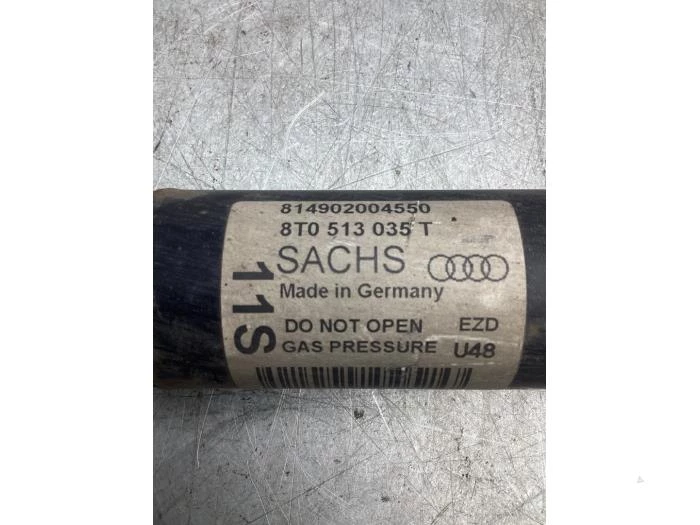 814902004550
8T0 513 035 T
SACHS
Made in Germany
11S
DO NOT OPEN EZD
GAS PRESSURE U48